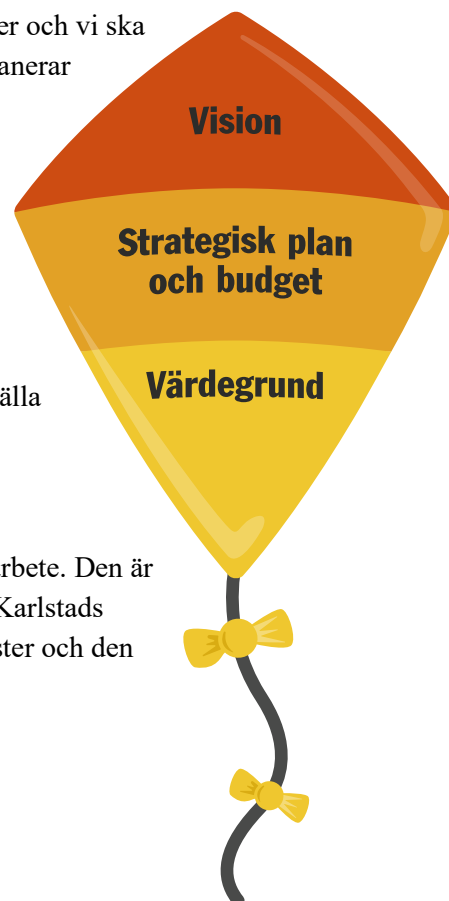 er och vi ska
anerar
Vision
Strategisk plan
och budget
Värdegrund
älla
rbete. Den är
Karlstads
ster och den